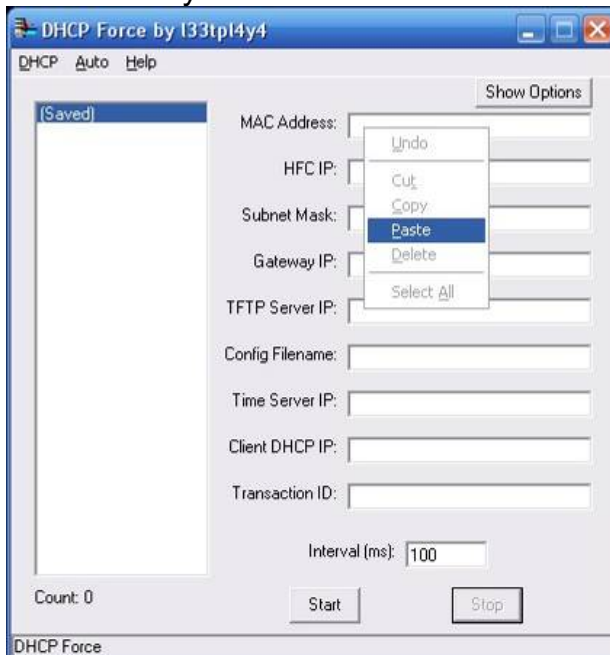 DHCP Force by l33tpl4y4
DHCP Auto Help
Show Options
(Saved)
MAC Address:
HFC IP:
Subnet Mask:
Gateway IP:
TFTP Server IP:
Config Filename:
Time Server IP:
Client DHCP IP:
Transaction ID:
Undo
Cut
Copy
Paste
Delete
Select All
Interval (ms): 100
Count: 0
Start
Stop
DHCP Force